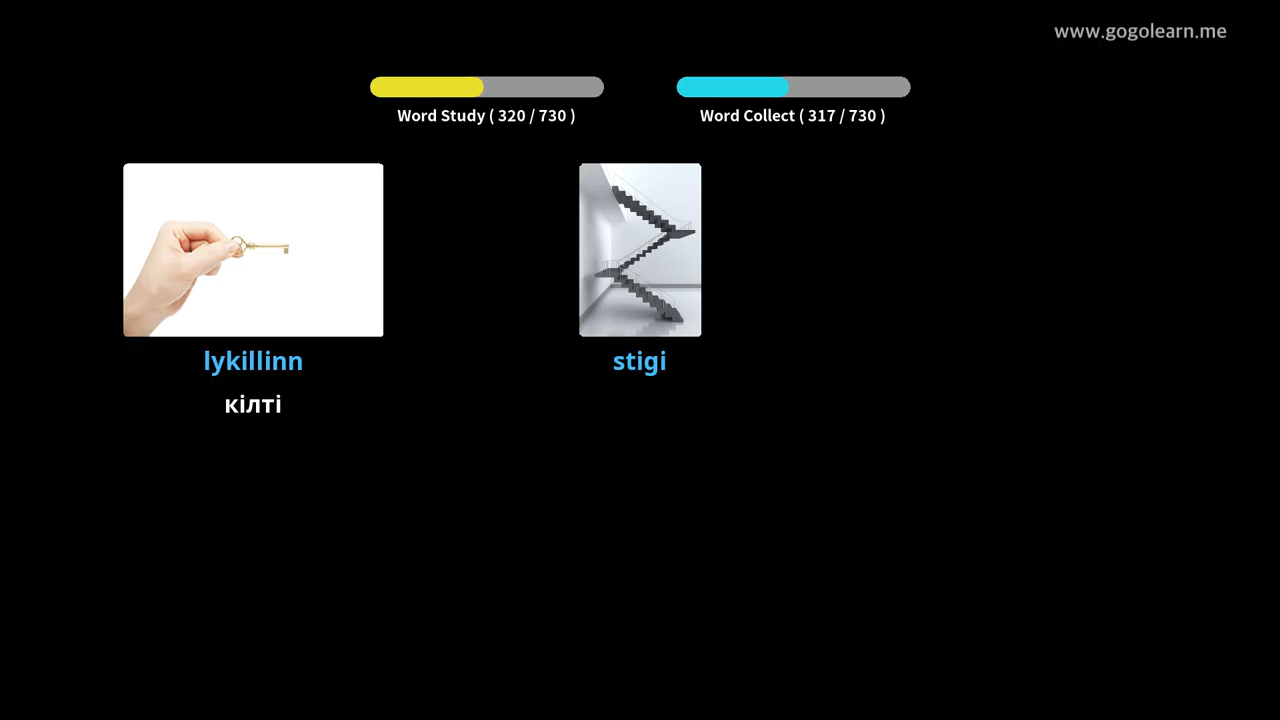 www.gogolearn.me
Word Study ( 320 / 730 )
Word Collect ( 317 / 730 )
lykillinn
stigi
кілті